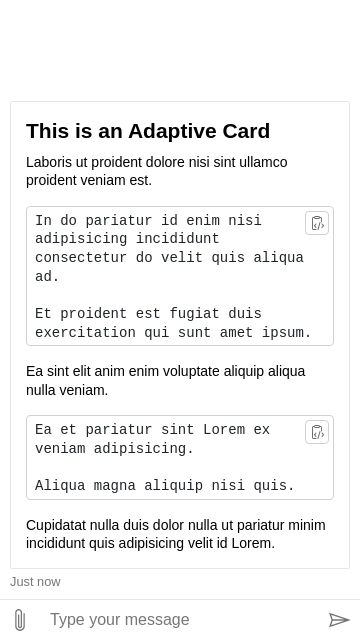 This is an Adaptive Card
Laboris ut proident dolore nisi sint ullamco
proident veniam est.
In do pariatur id enim nisi
adipisicing incididunt
consectetur do velit quis aliqua
ad.
Et proident est fugiat duis
exercitation qui sunt amet ipsum.
Ea sint elit anim enim voluptate aliquip aliqua
nulla veniam.
Ea et pariatur sint Lorem ex
veniam adipisicing.
Aliqua magna aliquip nisi quis.
Cupidatat nulla duis dolor nulla ut pariatur minim
incididunt quis adipisicing velit id Lorem.
Just now
Type your message